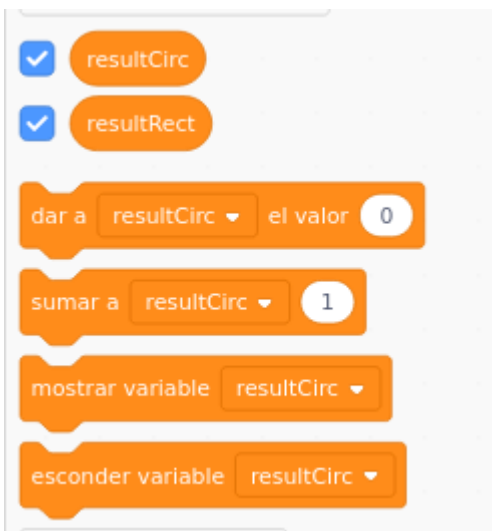 resultCirc
resultRect
dar a resultCirc el valor 0
sumar a resultCirc 1
mostrar variable resultCirc
esconder variable resultCirc